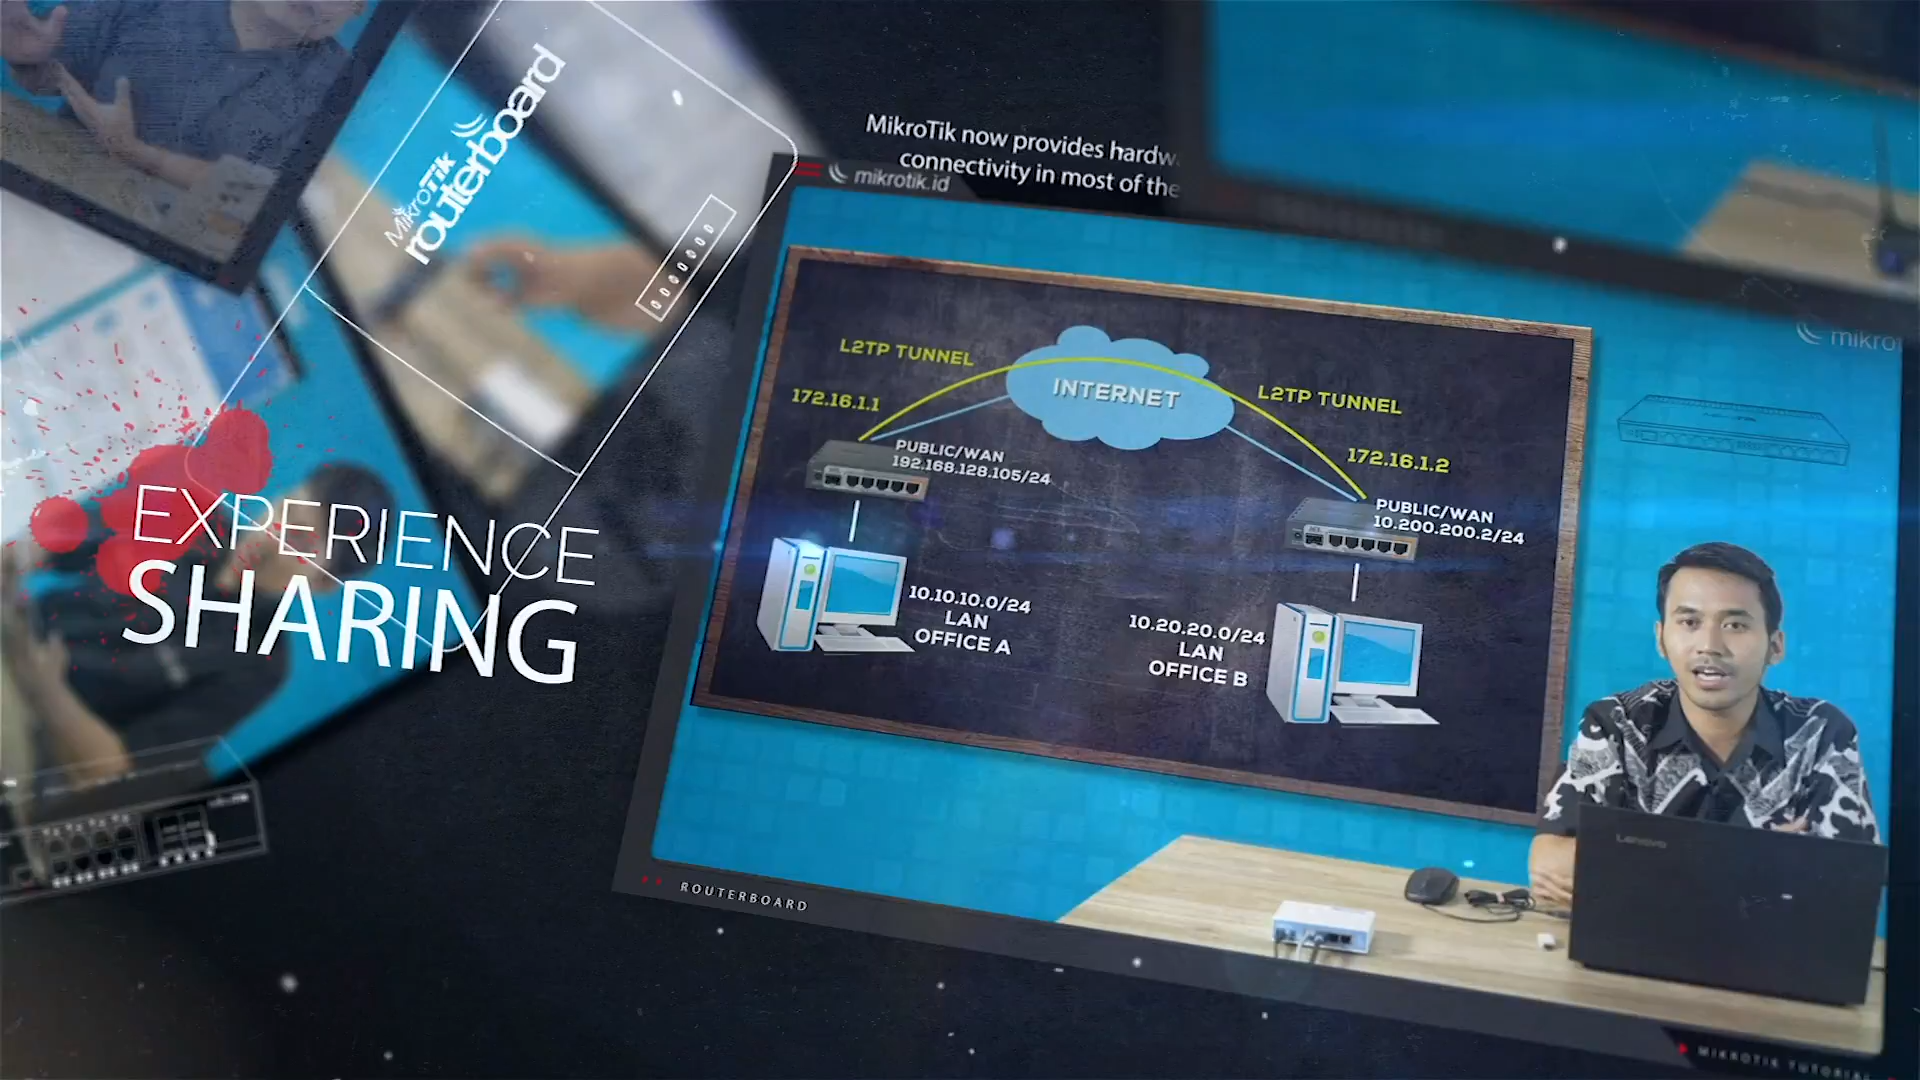 MikroTik
routerboard
EXPERIENCE
SHARING
MikroTik now provides hardw
connectivity in most of the
mikrotik.id
L2TP TUNNEL
INTERNET
L2TP TUNNEL
172.16.1.1
172.16.1.2
PUBLIC/WAN
192.168.128.105/24
PUBLIC/WAN
10.200.200.2/24
10.10.10.0/24
LAN
OFFICE A
10.20.20.0/24
LAN
OFFICE B
mikrot
Lenovo
ROUTERBOARD
MIKROTIK TUTORIAL